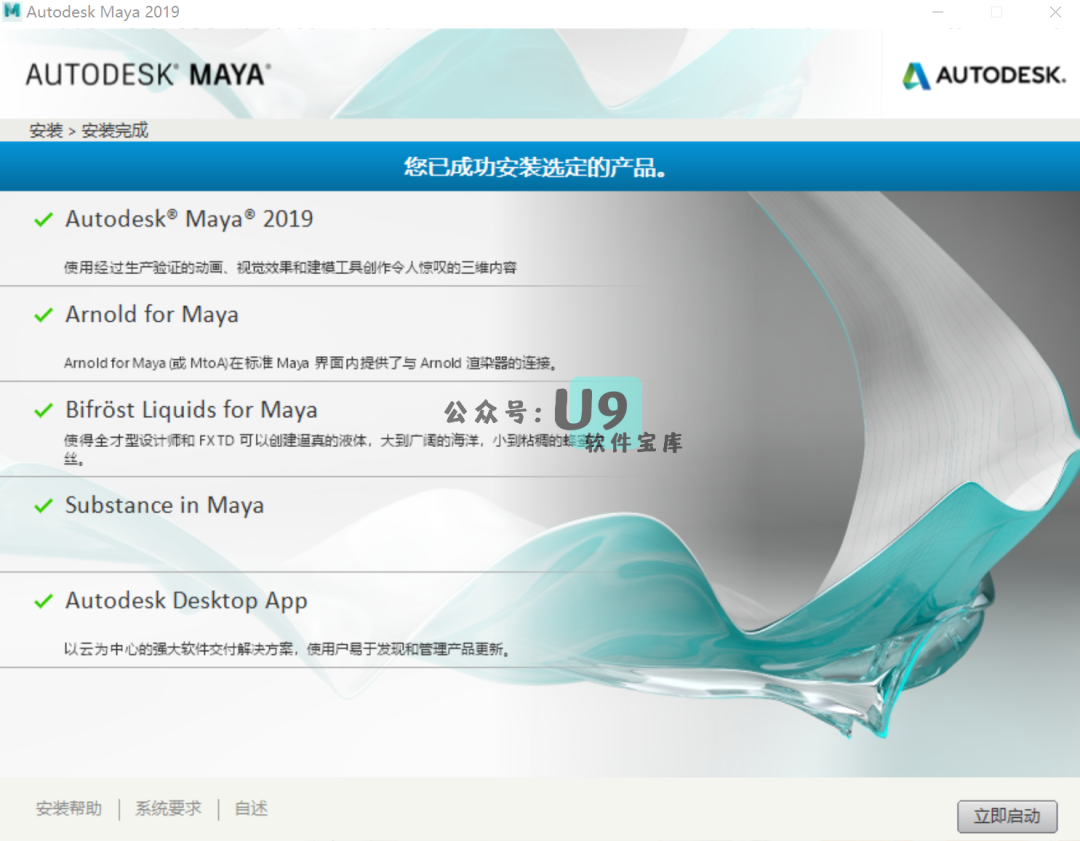 Autodesk Maya 2019
AUTODESK® MAYA®
AUTODESK.
安装 > 安装完成
您已成功安装选定的产品。
Autodesk® Maya® 2019
使用经过生产验证的动画、视觉效果和建模工具创作令人惊叹的三维内容
Arnold for Maya
Arnold for Maya (或 MtoA)在标准 Maya 界面内提供了与 Arnold 渲染器的连接。
Bifröst Liquids for Maya
公众号：U9
软件宝库
使得全才型设计师和 FX TD 可以创建逼真的液体，大到广阔的海洋，小到粘稠的蜂蜜
丝。
Substance in Maya
Autodesk Desktop App
以云为中心的强大软件交付解决方案，使用户易于发现和管理产品更新。
安装帮助 | 系统要求 | 自述
立即启动